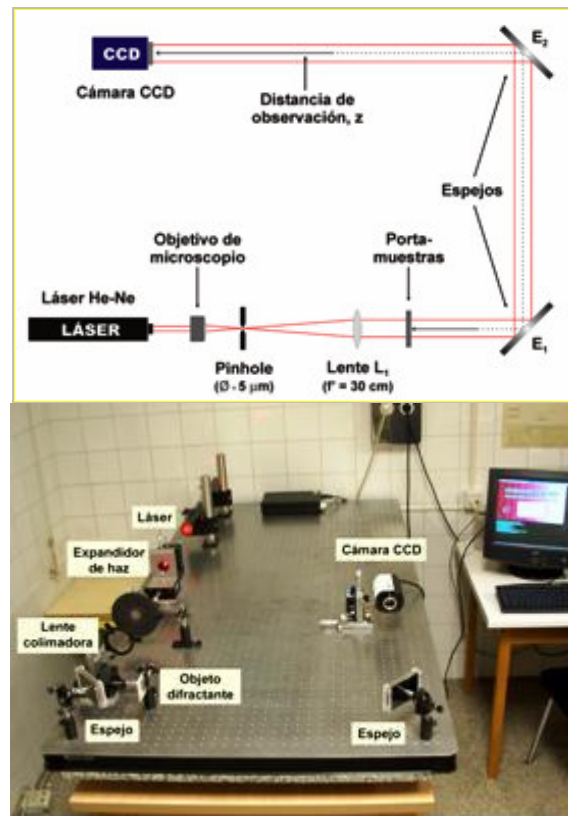 E₂
CCD
Cámara CCD
Distancia de
observación, z
Espejos
Objetivo de
microscopio
Porta-
muestras
Láser He-Ne
LÁSER
E₁
Pinhole
(Ø - 5 µm)
Lente L₁
(f' = 30 cm)
Láser
Expandidor
de haz
Cámara CCD
Lente
colimadora
Objeto
difractante
Espejo
Espejo